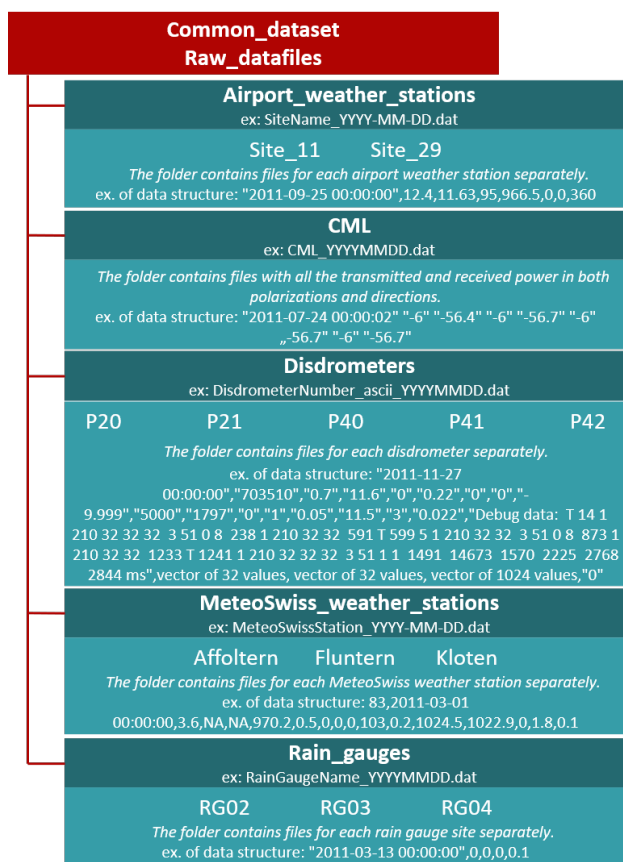 Common_dataset
Raw_datafiles
Airport_weather_stations
ex: SiteName_YYYY-MM-DD.dat
Site_11 Site_29
The folder contains files for each airport weather station separately.
ex. of data structure: "2011-09-25 00:00:00",12.4,11.63,95,966.5,0,0,360
CML
ex: CML_YYYYMMDD.dat
The folder contains files with all the transmitted and received power in both
polarizations and directions.
ex. of data structure: "2011-07-24 00:00:02" "-6" "-56.4" "-6" "-56.7" "-6"
„-56.7" "-6" "-56.7"
Disdrometers
ex: DisdrometerNumber_ascii_YYYYMMDD.dat
P20 P21 P40 P41 P42
The folder contains files for each disdrometer separately.
ex. of data structure: "2011-11-27
00:00:00","703510","0.7","11.6","0","0.22","0","0","-
9.999","5000","1797","0","1","0.05","11.5","3","0.022","Debug data: T 14 1
210 32 32 32 3 51 0 8 238 1 210 32 32 591 T 599 5 1 210 32 32 3 51 0 8 873 1
210 32 32 1233 T 1241 1 210 32 32 32 3 51 1 1 1491 14673 1570 2225 2768
2844 ms",vector of 32 values, vector of 32 values, vector of 1024 values,"0"
MeteoSwiss_weather_stations
ex: MeteoSwissStation_YYYY-MM-DD.dat
Affoltern Fluntern Kloten
The folder contains files for each MeteoSwiss weather station separately.
ex. of data structure: 83,2011-03-01
00:00:00,3.6,NA,NA,970.2,0.5,0,0,0,103,0.2,1024.5,1022.9,0,1.8,0.1
Rain_gauges
ex: RainGaugeName_YYYYMMDD.dat
RG02 RG03 RG04
The folder contains files for each rain gauge site separately.
ex. of data structure: "2011-03-13 00:00:00",0,0,0,0.1